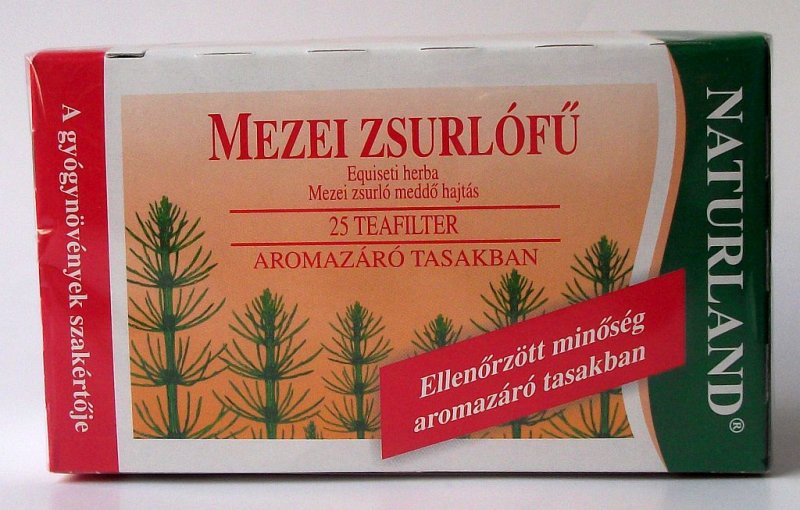 A gyógynövények szakértője
MEZEI ZSURLÓFŰ
Equiseti herba
Mezei zsurló meddő hajtás
25 TEAFILTER
AROMAZÁRÓ TASAKBAN
Ellenőrzött minőség
aromazáró tasakban
NATURLAND®